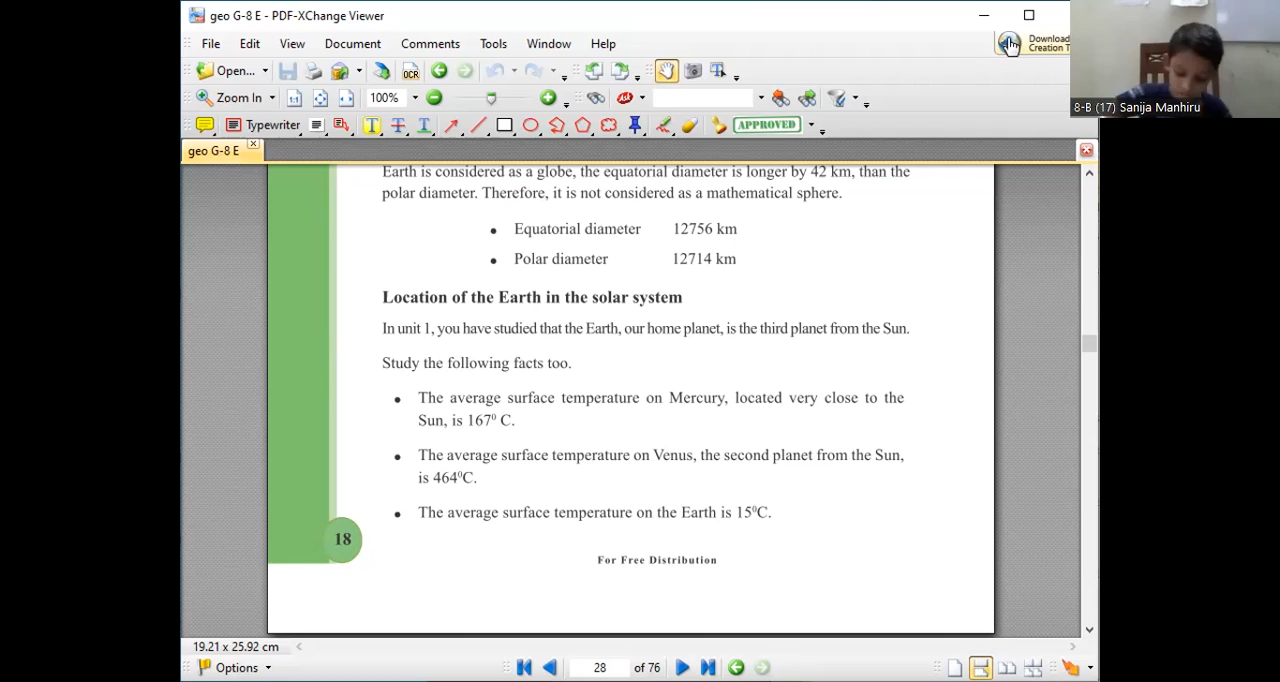 geo G-8 E - PDF-XChange Viewer
File Edit View Document Comments Tools Window Help
Download
Creation T
8-B (17) Sanija Manhiru
Open...
OCR
Zoom In
100%
Typewriter
APPROVED
geo G-8 E
Earth is considered as a globe, the equatorial diameter is longer by 42 km, than the
polar diameter. Therefore, it is not considered as a mathematical sphere.
• Equatorial diameter 12756 km
• Polar diameter 12714 km
Location of the Earth in the solar system
In unit 1, you have studied that the Earth, our home planet, is the third planet from the Sun.
Study the following facts too.
• The average surface temperature on Mercury, located very close to the
Sun, is 167⁰ C.
• The average surface temperature on Venus, the second planet from the Sun,
is 464⁰C.
• The average surface temperature on the Earth is 15⁰C.
18
For Free Distribution
19.21 x 25.92 cm
Options
28 of 76